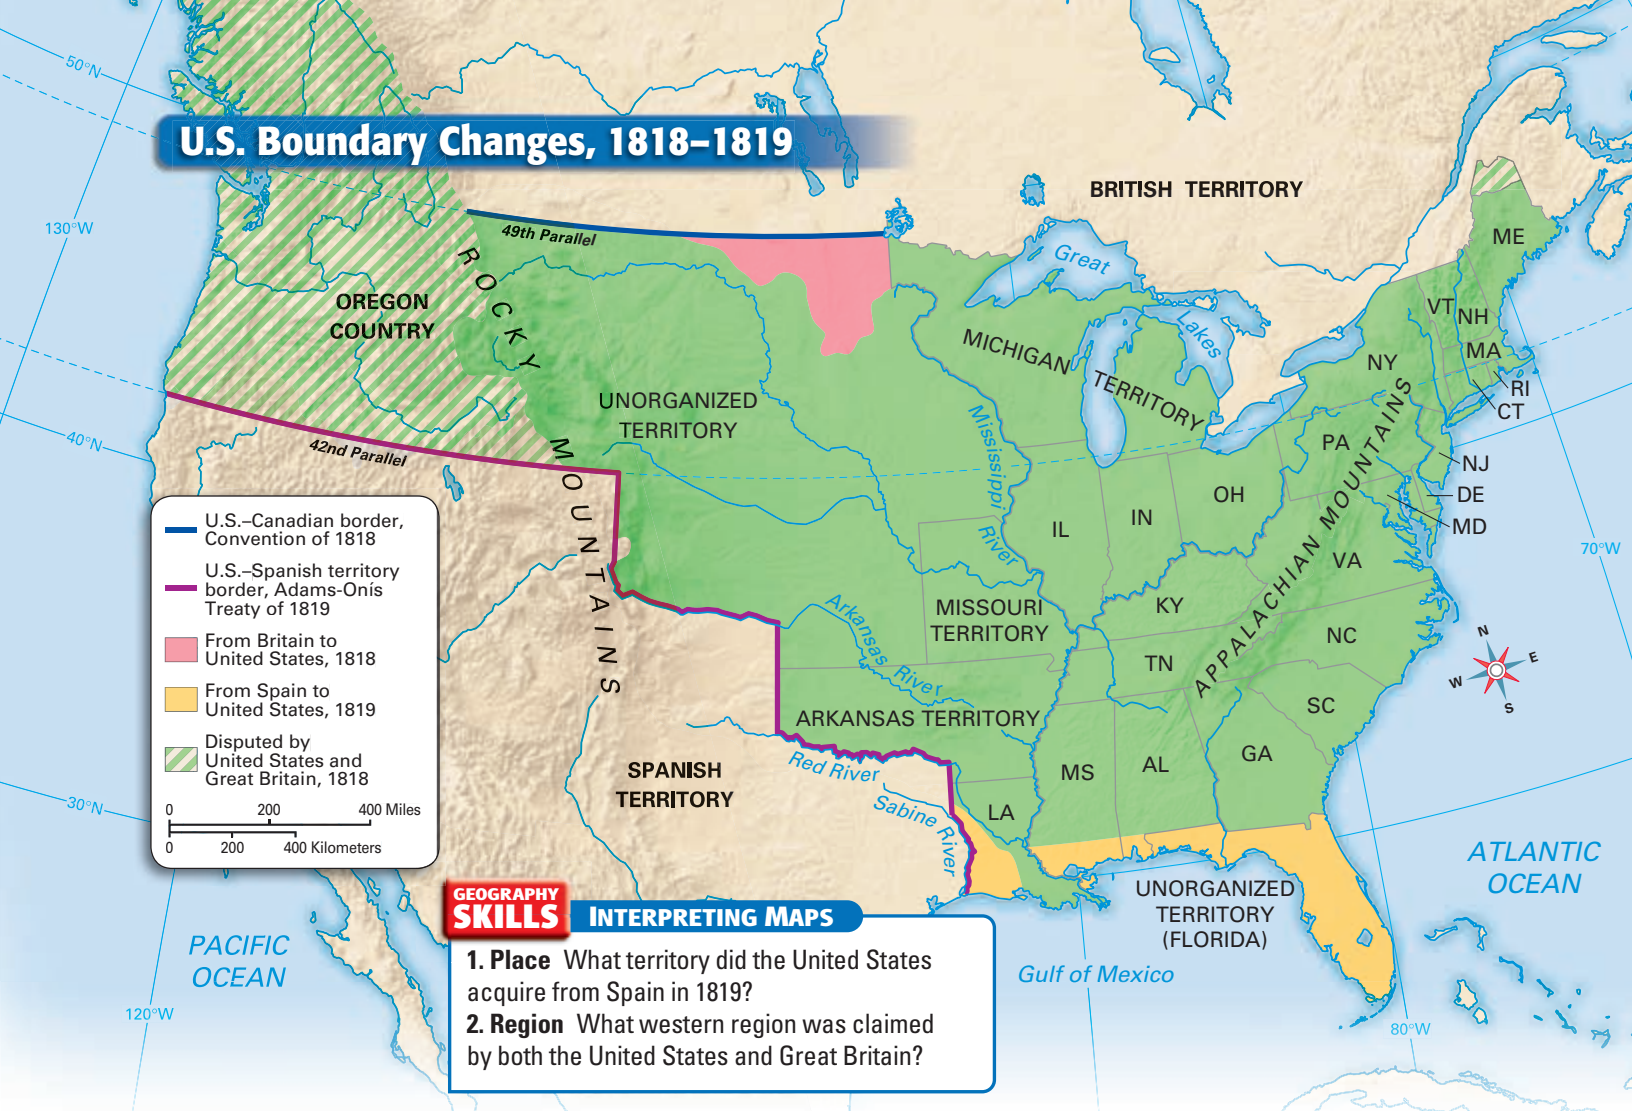 U.S. Boundary Changes, 1818–1819
50°N
130°W
40°N
30°N
120°W
80°W
70°W
49th Parallel
42nd Parallel
BRITISH TERRITORY
OREGON
COUNTRY
ROCKY MOUNTAINS
UNORGANIZED
TERRITORY
Great
Lakes
MICHIGAN
TERRITORY
Mississippi
River
MISSOURI
TERRITORY
Arkansas River
ARKANSAS TERRITORY
Red River
Sabine River
SPANISH
TERRITORY
APPALACHIAN MOUNTAINS
ME
VT
NH
MA
NY
RI
CT
PA
NJ
DE
MD
OH
IN
IL
VA
KY
NC
TN
SC
GA
AL
MS
LA
UNORGANIZED
TERRITORY
(FLORIDA)
Gulf of Mexico
ATLANTIC
OCEAN
PACIFIC
OCEAN
N
E
S
W
U.S.–Canadian border,
Convention of 1818
U.S.–Spanish territory
border, Adams-Onís
Treaty of 1819
From Britain to
United States, 1818
From Spain to
United States, 1819
Disputed by
United States and
Great Britain, 1818
0 200 400 Miles
0 200 400 Kilometers
GEOGRAPHY
SKILLS
INTERPRETING MAPS
1. Place What territory did the United States
acquire from Spain in 1819?
2. Region What western region was claimed
by both the United States and Great Britain?